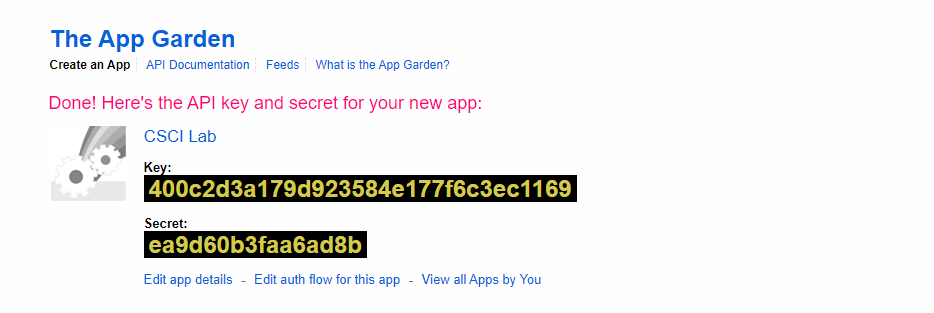 The App Garden
Create an App API Documentation Feeds What is the App Garden?
Done! Here's the API key and secret for your new app:
CSCI Lab
Key:
400c2d3a179d923584e177f6c3ec1169
Secret:
ea9d60b3faa6ad8b
Edit app details - Edit auth flow for this app - View all Apps by You